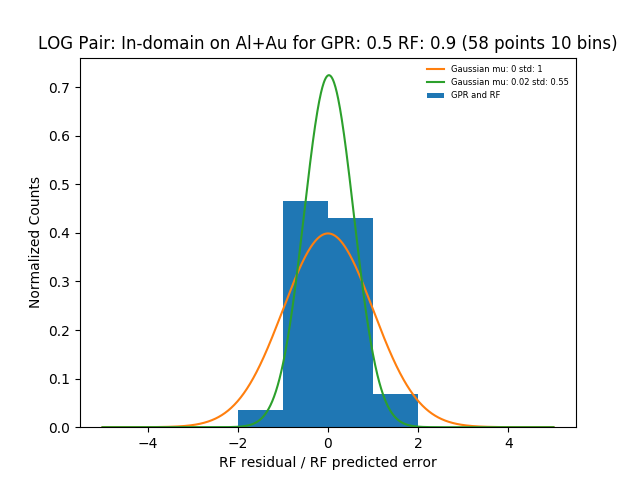 LOG Pair: In-domain on Al+Au for GPR: 0.5 RF: 0.9 (58 points 10 bins)
Gaussian mu: 0 std: 1
Gaussian mu: 0.02 std: 0.55
GPR and RF
Normalized Counts
0.7
0.6
0.5
0.4
0.3
0.2
0.1
0.0
−4 −2 0 2 4
RF residual / RF predicted error